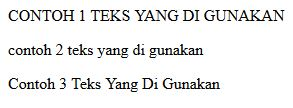 CONTOH 1 TEKS YANG DI GUNAKAN
contoh 2 teks yang di gunakan
Contoh 3 Teks Yang Di Gunakan